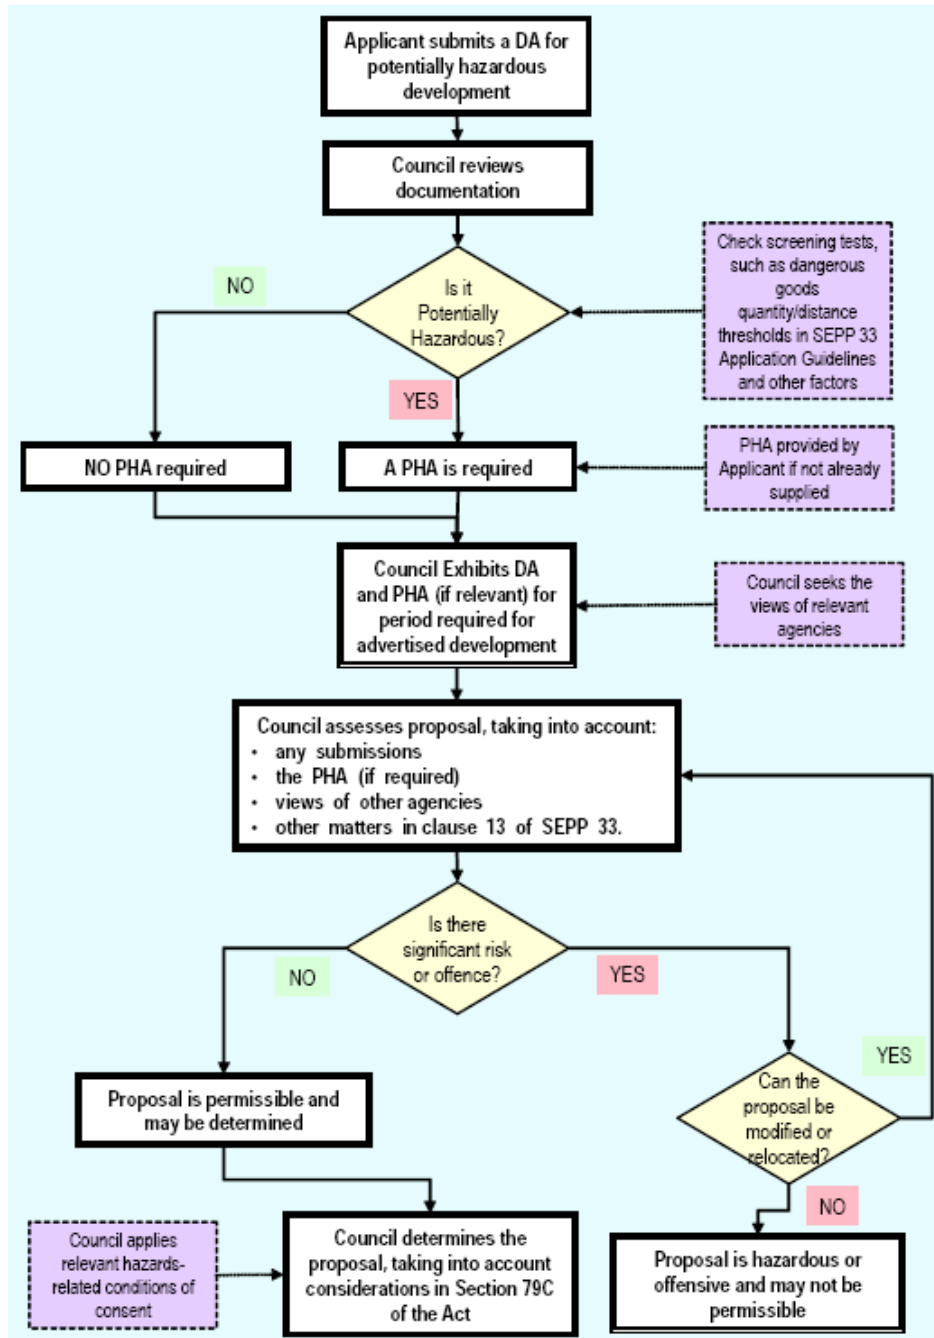 Applicant submits a DA for
potentially hazardous
development
Council reviews
documentation
Check screening tests,
such as dangerous
goods
quantity/distance
thresholds in SEPP 33
Application Guidelines
and other factors
NO
Is it
Potentially
Hazardous?
YES
NO PHA required
A PHA is required
PHA provided by
Applicant if not already
supplied
Council Exhibits DA
and PHA (if relevant) for
period required for
advertised development
Council seeks the
views of relevant
agencies
Council assesses proposal, taking into account:
• any submissions
• the PHA (if required)
• views of other agencies
• other matters in clause 13 of SEPP 33.
Is there
significant risk
or offence?
NO
YES
YES
Can the
proposal be
modified or
relocated?
Proposal is permissible and
may be determined
NO
Council applies
relevant hazards-
related conditions of
consent
Council determines the
proposal, taking into account
considerations in Section 79C
of the Act
Proposal is hazardous or
offensive and may not be
permissible